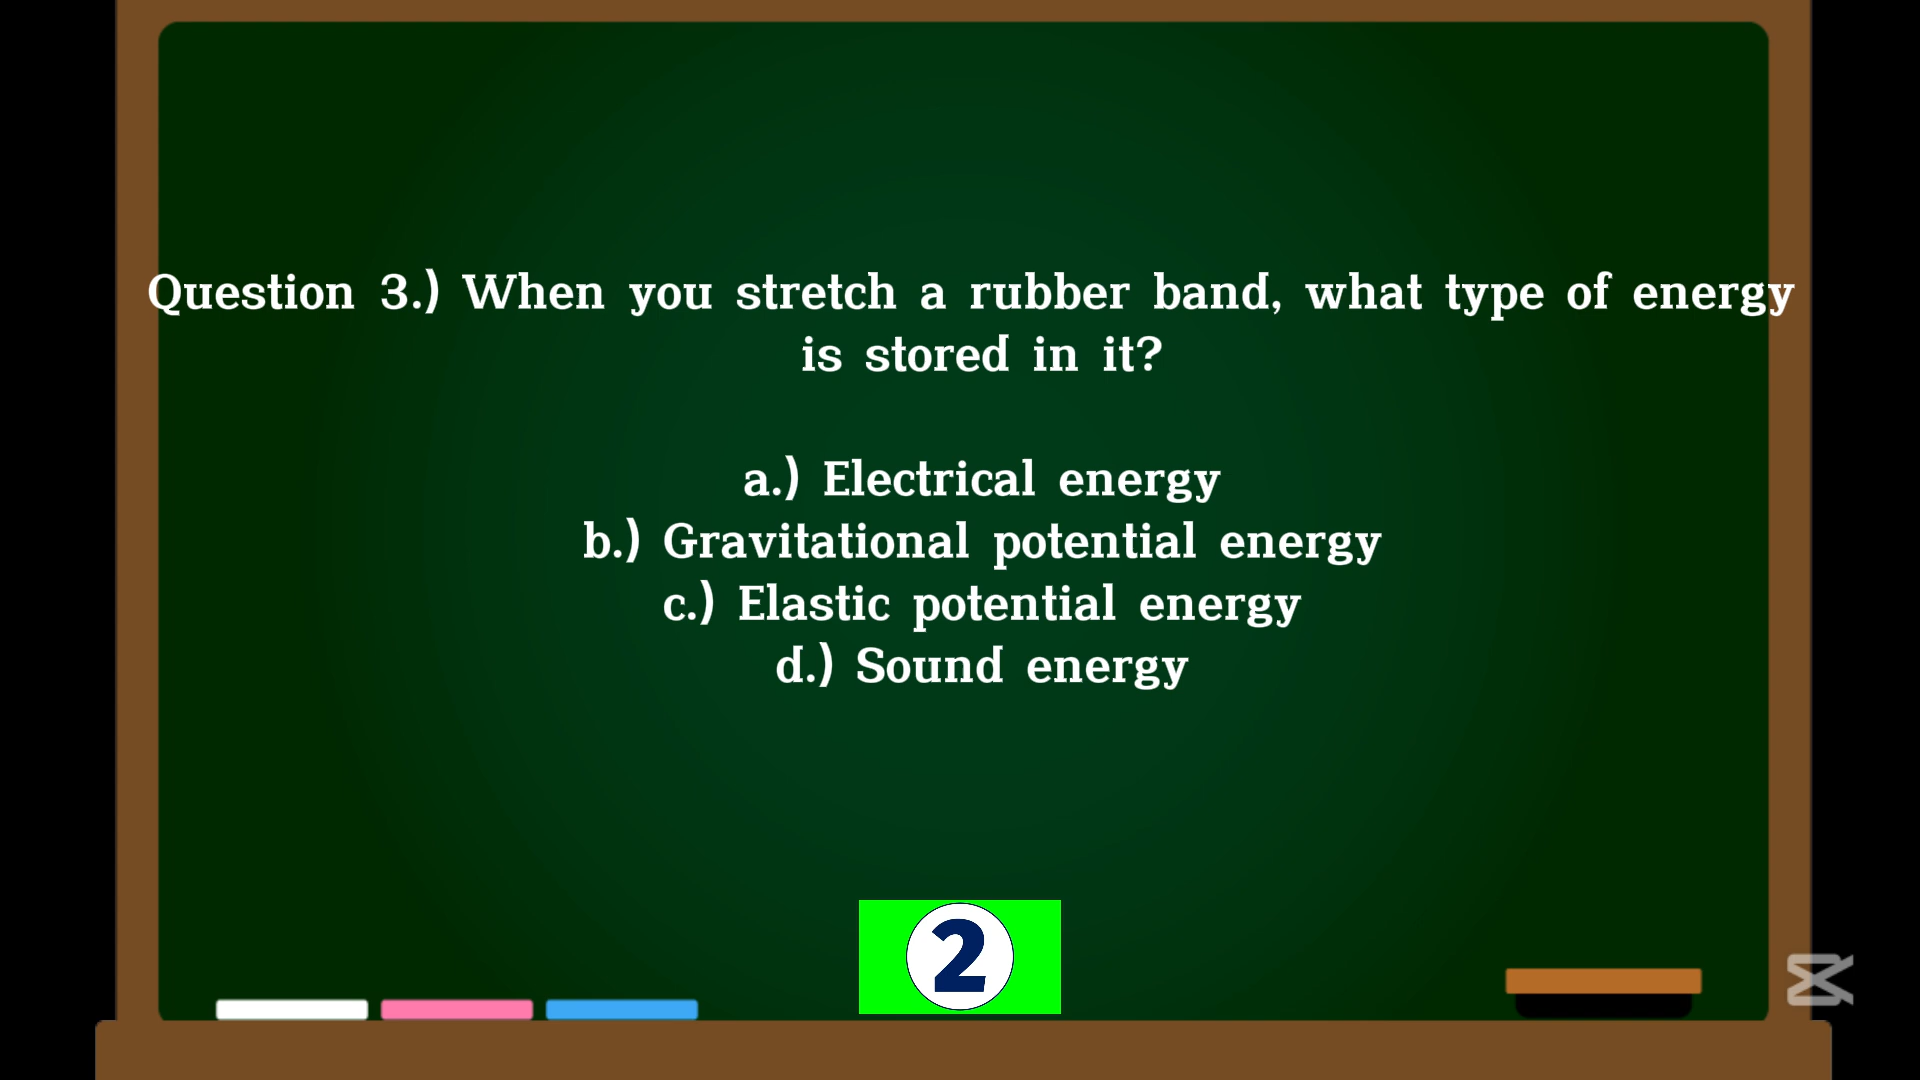 Question 3.) When you stretch a rubber band, what type of energy
is stored in it?
a.) Electrical energy
b.) Gravitational potential energy
c.) Elastic potential energy
d.) Sound energy
2